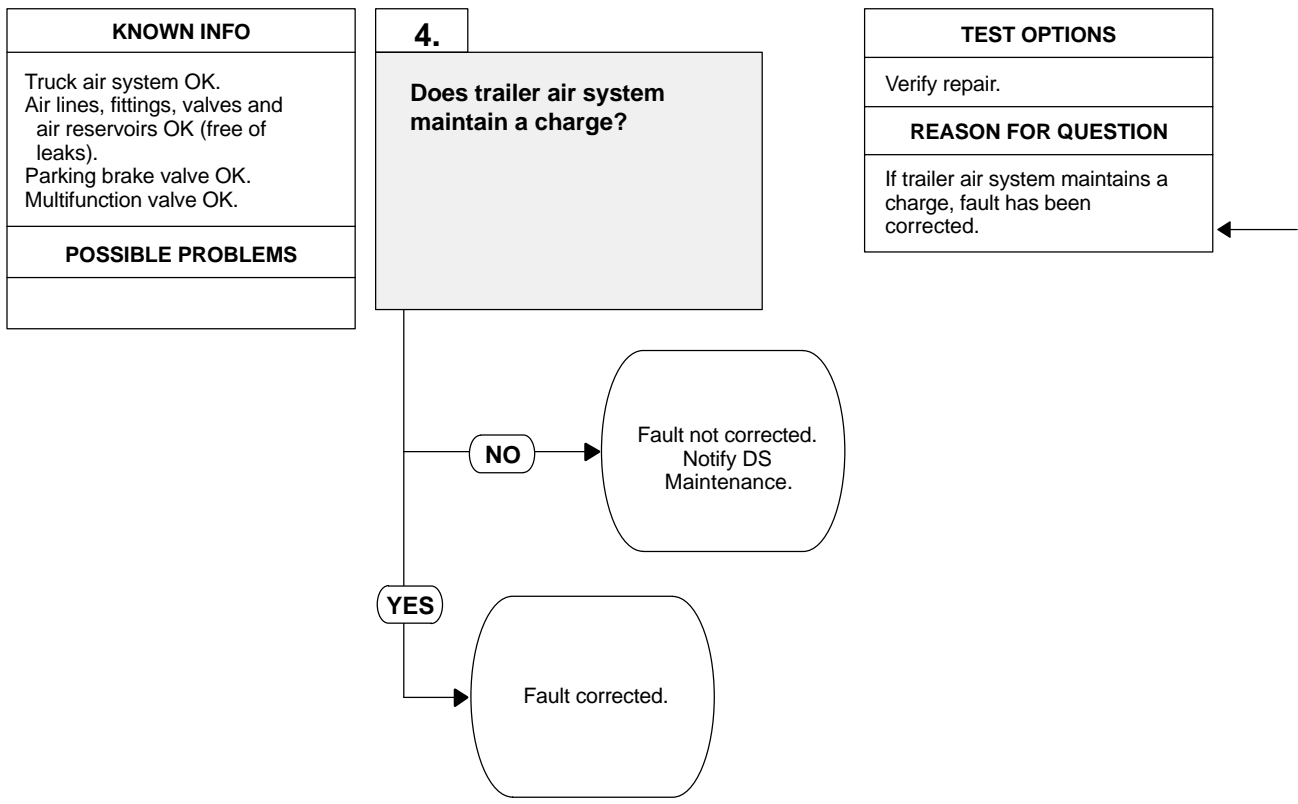 KNOWN INFO
Truck air system OK.
Air lines, fittings, valves and
air reservoirs OK (free of
leaks).
Parking brake valve OK.
Multifunction valve OK.
POSSIBLE PROBLEMS
4.
Does trailer air system
maintain a charge?
TEST OPTIONS
Verify repair.
REASON FOR QUESTION
If trailer air system maintains a
charge, fault has been
corrected.
NO
Fault not corrected.
Notify DS
Maintenance.
YES
Fault corrected.